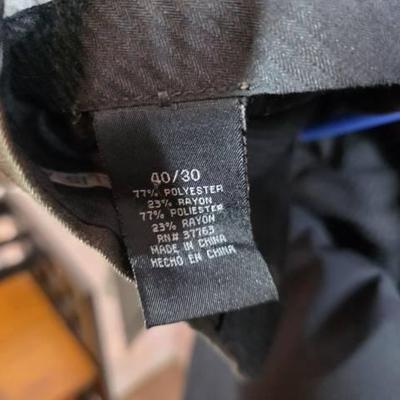 40/30
77% POLYESTER
23% RAYON
77% POLIESTER
23% RAYON
RN# 37763
MADE IN CHINA
HECHO EN CHINA